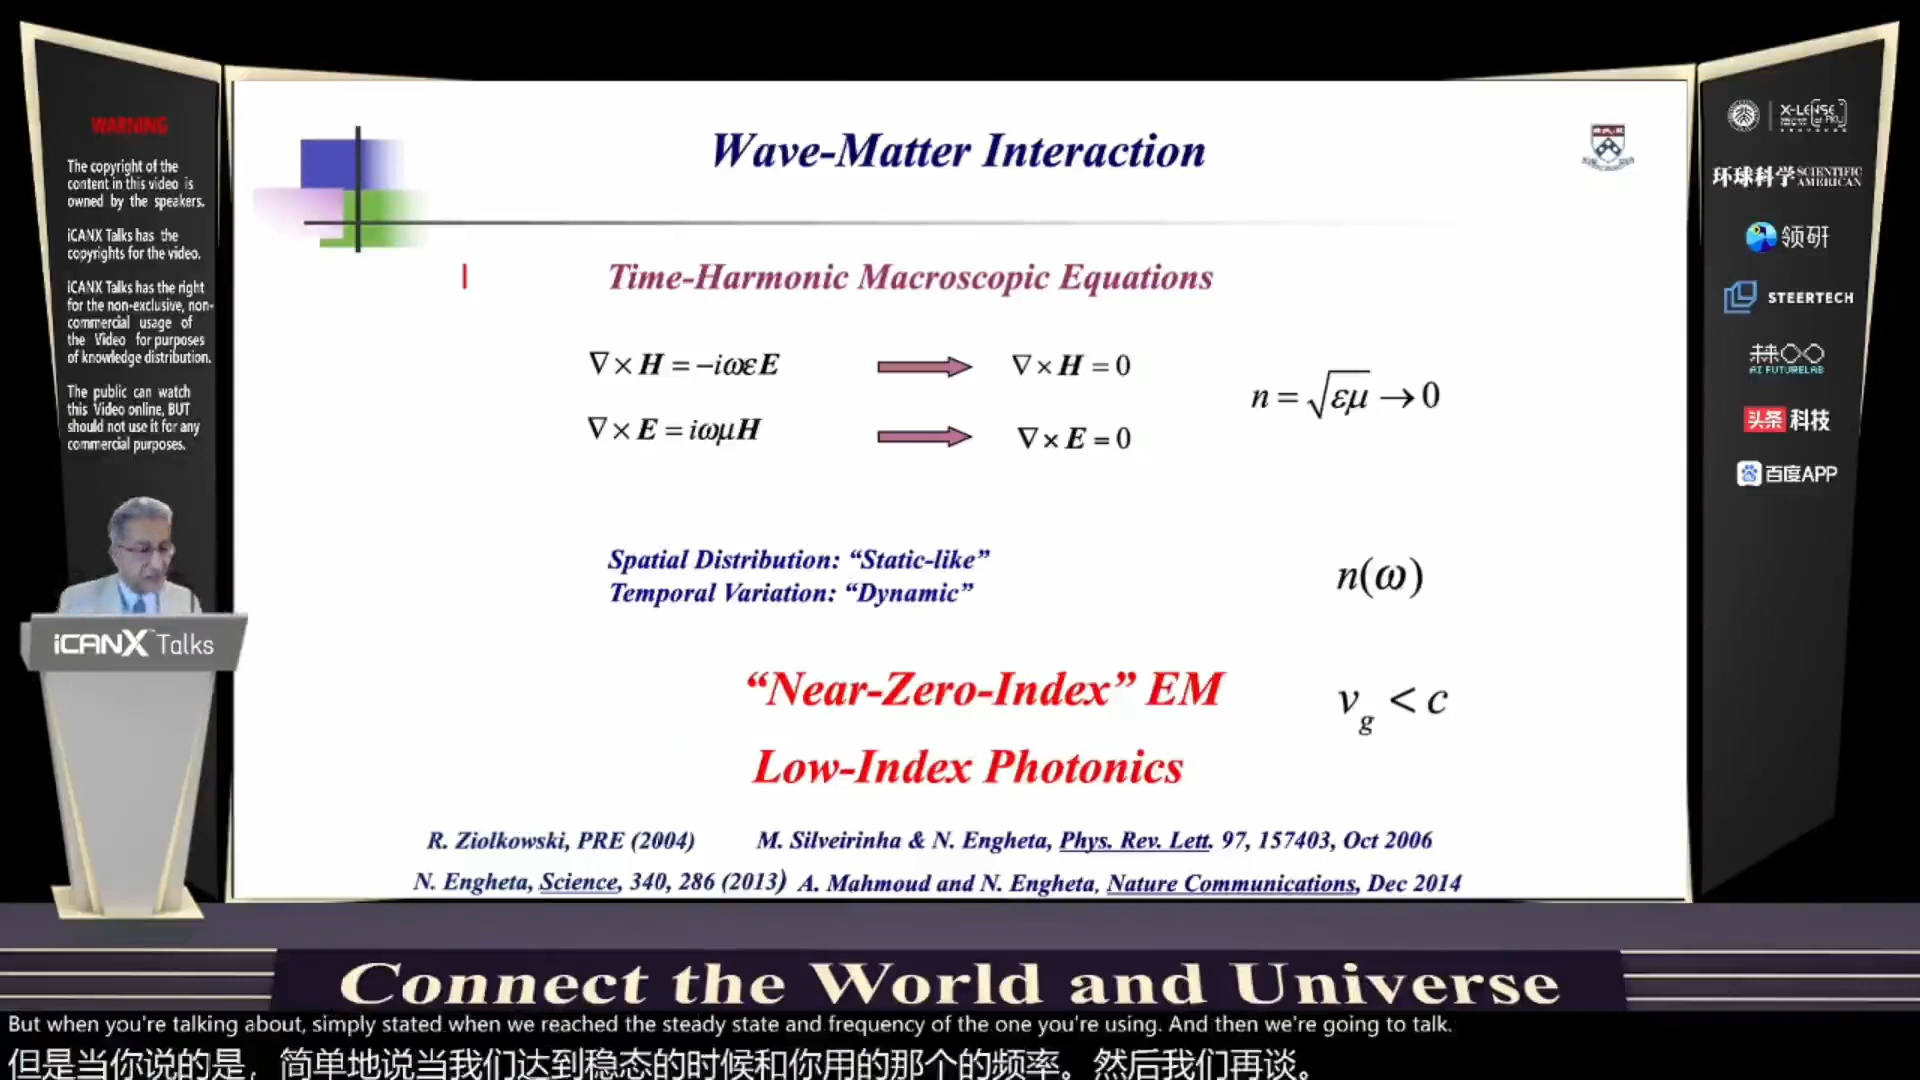 WARNING
The copyright of the
content in this video is
owned by the speakers.
iCANX Talks has the
copyrights for the video.
iCANX Talks has the right
for the non-exclusive, non-
commercial usage of
the Video for purposes
of knowledge distribution.
The public can watch
this Video online, BUT
should not use it for any
commercial purposes.
iCANX Talks
Wave-Matter Interaction
Time-Harmonic Macroscopic Equations
∇ × H = −iωεE
∇ × H = 0
∇ × E = iωμH
∇ × E = 0
n = √εμ → 0
Spatial Distribution: “Static-like”
Temporal Variation: “Dynamic”
n(ω)
“Near-Zero-Index” EM
v_g < c
Low-Index Photonics
R. Ziolkowski, PRE (2004)
M. Silveirinha & N. Engheta, Phys. Rev. Lett. 97, 157403, Oct 2006
N. Engheta, Science, 340, 286 (2013)
A. Mahmoud and N. Engheta, Nature Communications, Dec 2014
X-LENSE
环球科学 SCIENTIFIC AMERICAN
领研
STEERTECH
AI FUTURELAB
头条科技
百度APP
Connect the World and Universe
But when you're talking about, simply stated when we reached the steady state and frequency of the one you're using. And then we're going to talk.
但是当你说的是，简单地说当我们达到稳态的时候和你用的那个的频率。然后我们再谈。